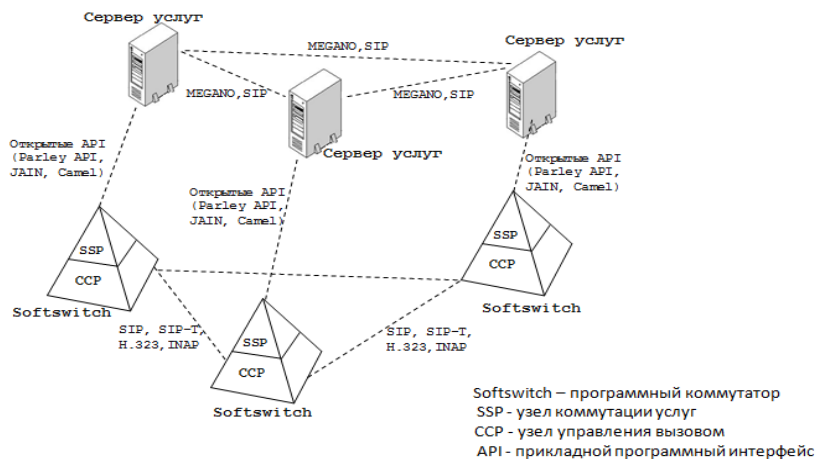 Сервер услуг
Сервер услуг
MEGANO,SIP
MEGANO,SIP
MEGANO,SIP
Сервер услуг
Открытые API
(Parley API,
JAIN, Camel)
Открытые API
(Parley API,
JAIN, Camel)
Открытые API
(Parley API,
JAIN, Camel)
SSP
CCP
Softswitch
SSP
CCP
Softswitch
SIP, SIP-T,
H.323,INAP
SIP, SIP-T,
H.323,INAP
SSP
CCP
Softswitch
Softswitch – программный коммутатор
SSP - узел коммутации услуг
CCP - узел управления вызовом
API - прикладной программный интерфейс